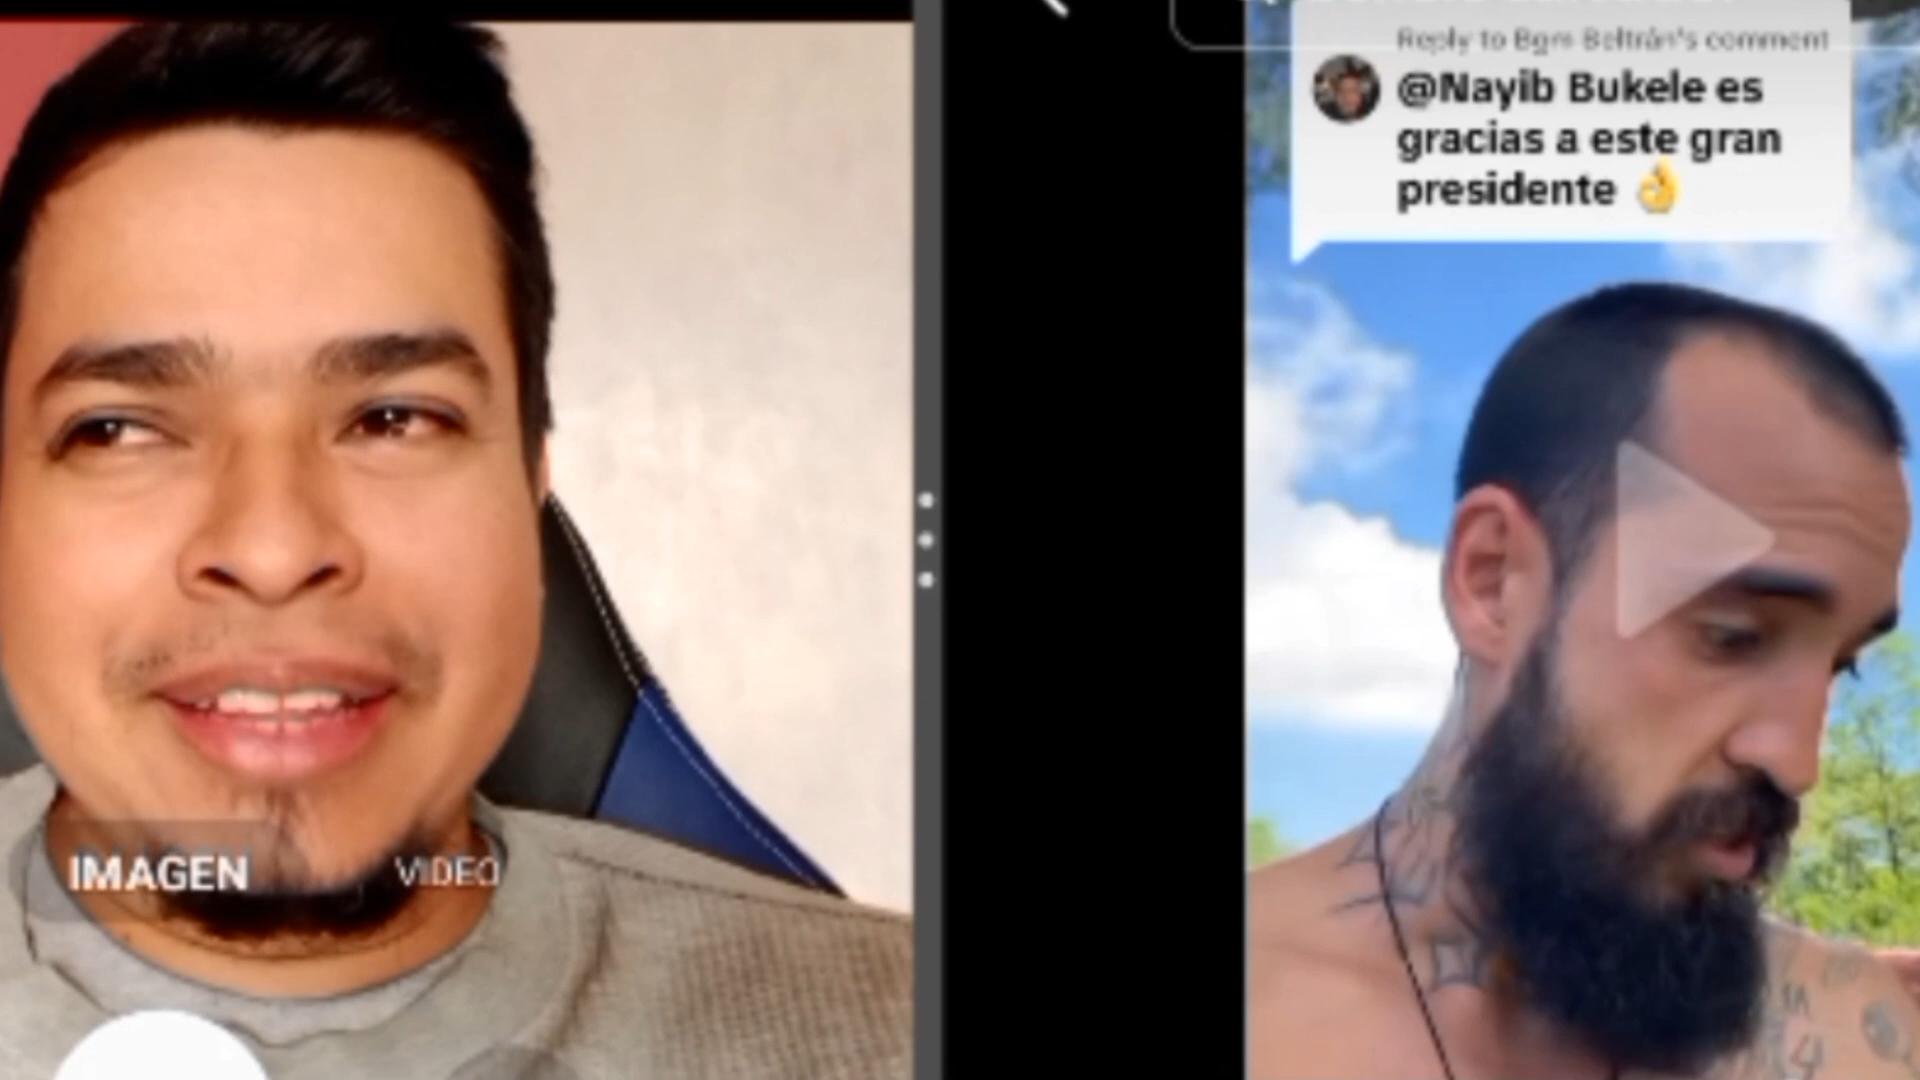 Reply to Bgm Beltrán's comment
@Nayib Bukele es
gracias a este gran
presidente 👌
IMAGEN
VIDEO